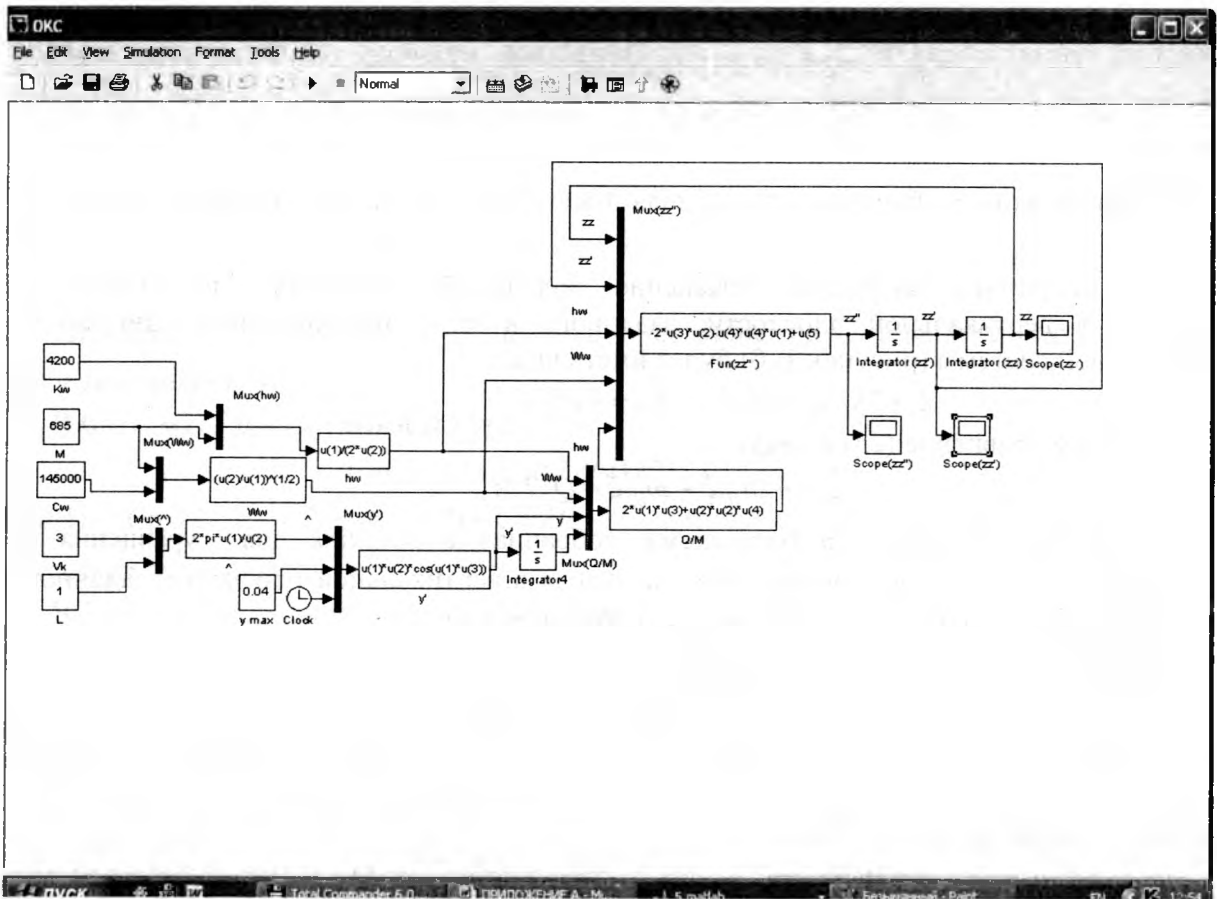 ОКС
File Edit View Simulation Format Tools Help
Normal
Mux(zz")
zz
zz'
hw
Ww
-2*u(3)*u(2)-u(4)*u(4)*u(1)+u(5)
Fun(zz")
zz"
1
s
Integrator (zz')
zz'
1
s
Integrator (zz)
zz
Scope(zz)
Scope(zz")
Scope(zz')
4200
Kw
685
M
145000
Cw
3
Vk
1
L
Mux(hw)
Mux(Ww)
u(1)/(2*u(2))
hw
(u(2)/u(1))^(1/2)
Ww
Mux(^)
2*pi*u(1)/u(2)
^
^
0.04
y max
Clock
Mux(y')
u(1)*u(2)*cos(u(1)*u(3))
y'
y'
1
s
Integrator4
hw
Ww
y'
y
Mux(Q/M)
2*u(1)*u(3)+u(2)*u(2)*u(4)
Q/M
пуск
Total Commander 6.0...
ПРИЛОЖЕНИЕ А - M...
5 matlab
Безымянный - Paint
EN
12:54